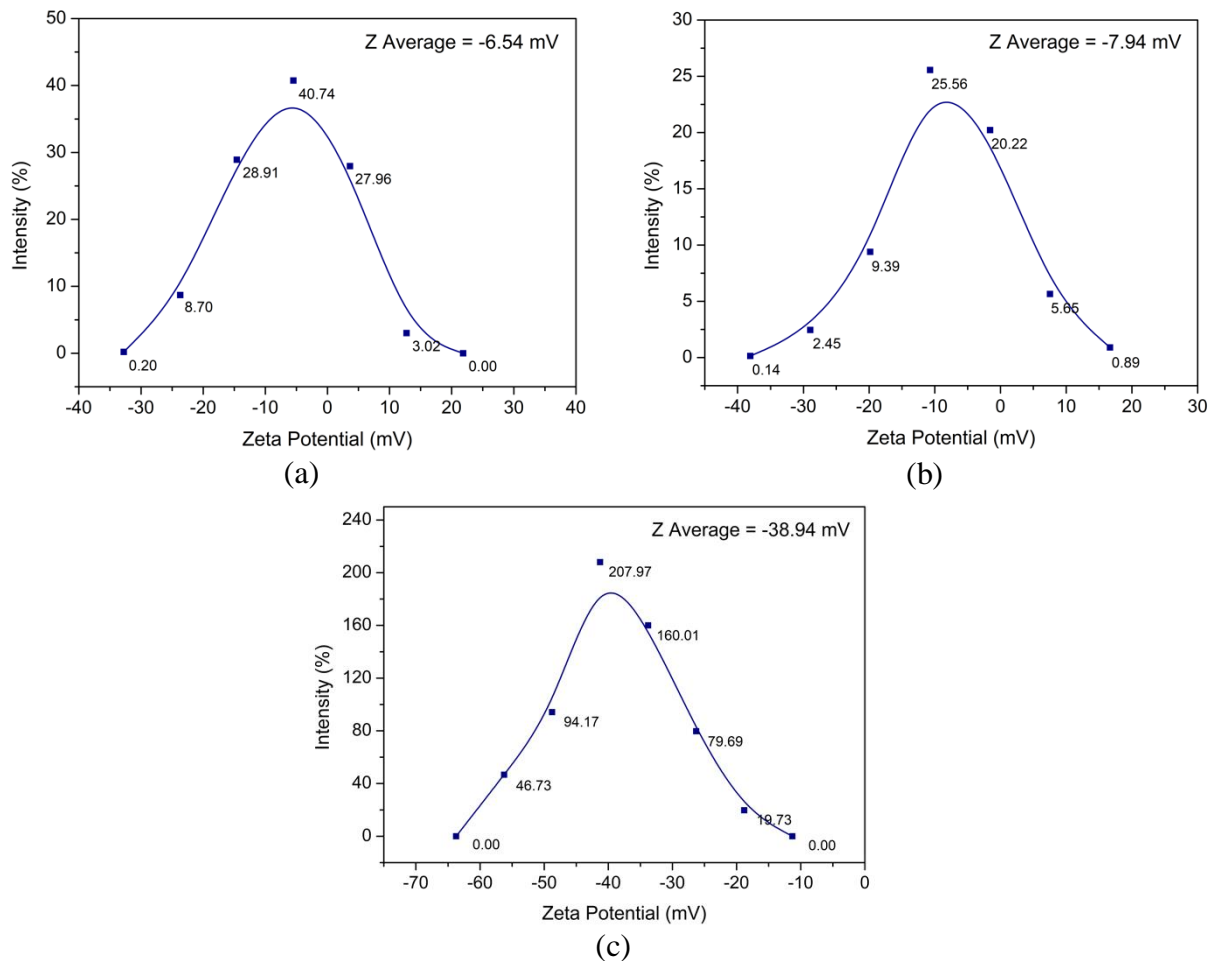 Z Average = -6.54 mV
Intensity (%)
50
40
30
20
10
0
40.74
28.91
27.96
8.70
3.02
0.20
0.00
-40 -30 -20 -10 0 10 20 30 40
Zeta Potential (mV)
(a)
Z Average = -7.94 mV
Intensity (%)
30
25
20
15
10
5
0
25.56
20.22
9.39
5.65
2.45
0.14
0.89
-40 -30 -20 -10 0 10 20 30
Zeta Potential (mV)
(b)
Z Average = -38.94 mV
Intensity (%)
240
200
160
120
80
40
0
207.97
160.01
94.17
79.69
46.73
19.73
0.00
0.00
-70 -60 -50 -40 -30 -20 -10 0
Zeta Potential (mV)
(c)